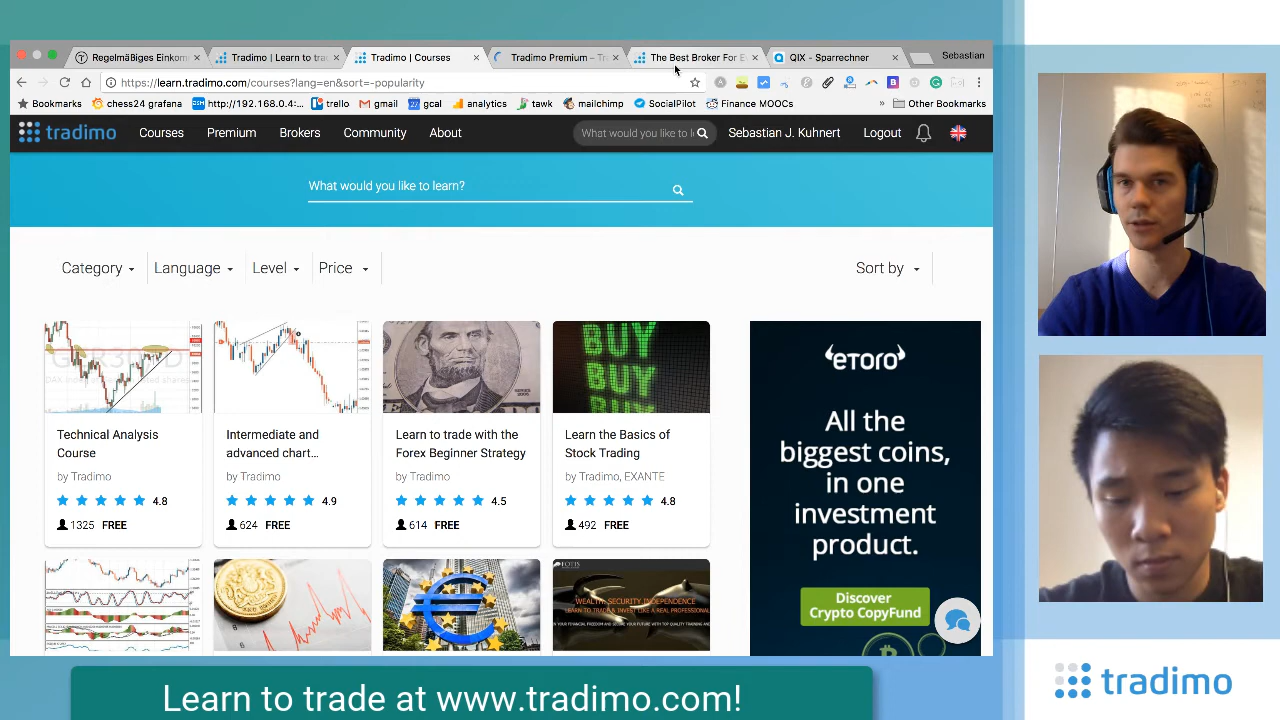 Regelmäßiges Einkom
Tradimo | Learn to trad
Tradimo | Courses
Tradimo Premium – Tra
The Best Broker For Ev
QIX - Sparrechner
Sebastian
https://learn.tradimo.com/courses?lang=en&sort=-popularity
Bookmarks
chess24 grafana
http://192.168.0.4:...
trello
gmail
gcal
analytics
tawk
mailchimp
SocialPilot
Finance MOOCs
»
Other Bookmarks
tradimo
Courses
Premium
Brokers
Community
About
What would you like to l
Sebastian J. Kuhnert
Logout
What would you like to learn?
Category
Language
Level
Price
Sort by
Technical Analysis
Course
by Tradimo
4.8
1325 FREE
Intermediate and
advanced chart...
by Tradimo
4.9
624 FREE
Learn to trade with the
Forex Beginner Strategy
by Tradimo
4.5
614 FREE
BUY
BUY
BUY
Learn the Basics of
Stock Trading
by Tradimo, EXANTE
4.8
492 FREE
WEALTH, SECURITY, INDEPENDENCE
eToro
All the
biggest coins,
in one
investment
product.
Discover
Crypto CopyFund
Learn to trade at www.tradimo.com!
tradimo